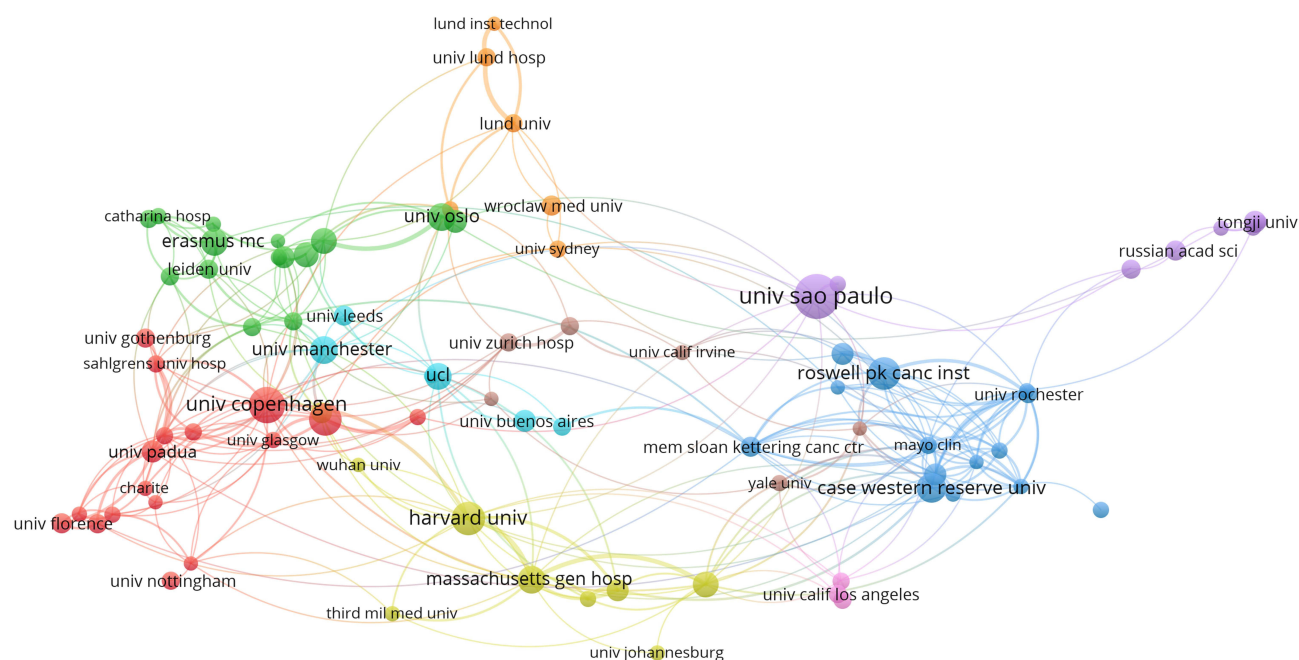 lund inst technol
univ lund hosp
lund univ
catharina hosp
univ oslo
wroclaw med univ
tongji univ
erasmus mc
univ sydney
russian acad sci
leiden univ
univ sao paulo
univ leeds
univ gothenburg
univ manchester
univ zurich hosp
univ calif irvine
sahlgrens univ hosp
ucl
roswell pk canc inst
univ rochester
univ copenhagen
univ buenos aires
univ glasgow
mem sloan kettering canc ctr
mayo clin
univ padua
wuhan univ
charite
yale univ
case western reserve univ
univ florence
harvard univ
univ nottingham
massachusetts gen hosp
univ calif los angeles
third mil med univ
univ johannesburg